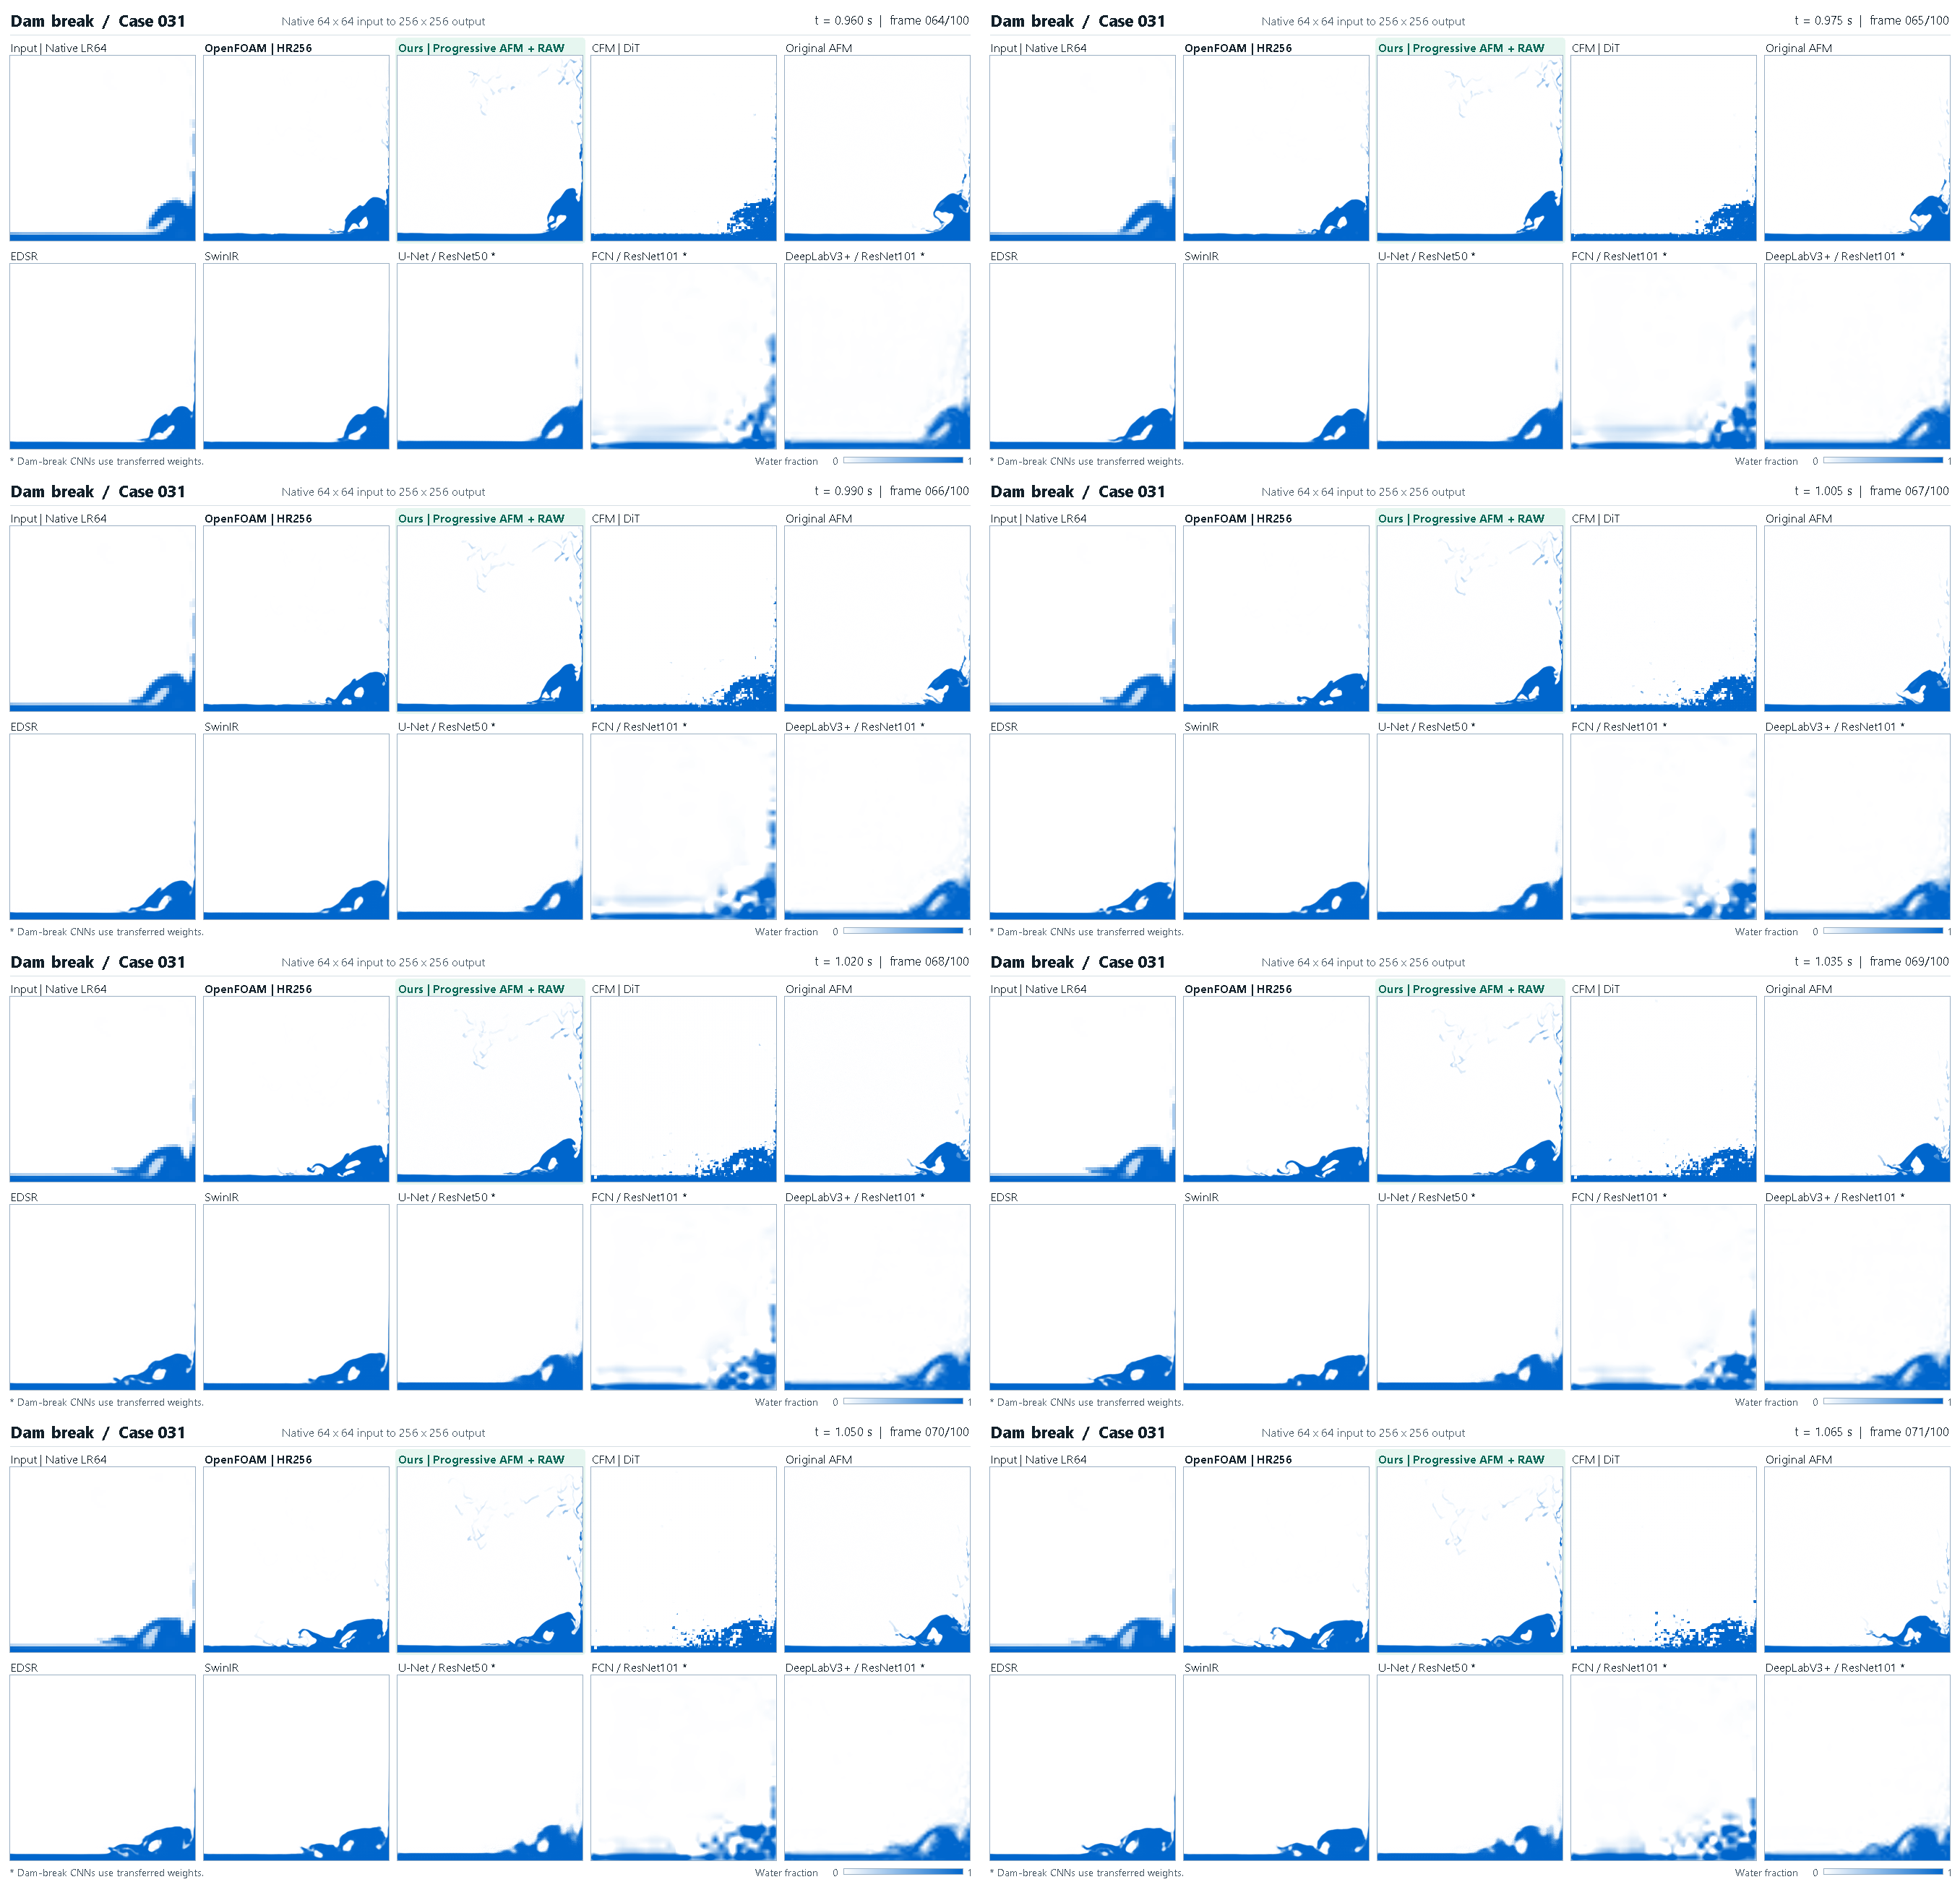 Dam break / Case 031 Native 64 x 64 input to 256 x 256 output t = 0.960 s | frame 064/100
Input | Native LR64 OpenFOAM | HR256 Ours | Progressive AFM + RAW CFM | DiT Original AFM
EDSR SwinIR U-Net / ResNet50 * FCN / ResNet101 * DeepLabV3+ / ResNet101 *
* Dam-break CNNs use transferred weights. Water fraction 0 1
Dam break / Case 031 Native 64 x 64 input to 256 x 256 output t = 0.975 s | frame 065/100
Input | Native LR64 OpenFOAM | HR256 Ours | Progressive AFM + RAW CFM | DiT Original AFM
EDSR SwinIR U-Net / ResNet50 * FCN / ResNet101 * DeepLabV3+ / ResNet101 *
* Dam-break CNNs use transferred weights. Water fraction 0 1
Dam break / Case 031 Native 64 x 64 input to 256 x 256 output t = 0.990 s | frame 066/100
Input | Native LR64 OpenFOAM | HR256 Ours | Progressive AFM + RAW CFM | DiT Original AFM
EDSR SwinIR U-Net / ResNet50 * FCN / ResNet101 * DeepLabV3+ / ResNet101 *
* Dam-break CNNs use transferred weights. Water fraction 0 1
Dam break / Case 031 Native 64 x 64 input to 256 x 256 output t = 1.005 s | frame 067/100
Input | Native LR64 OpenFOAM | HR256 Ours | Progressive AFM + RAW CFM | DiT Original AFM
EDSR SwinIR U-Net / ResNet50 * FCN / ResNet101 * DeepLabV3+ / ResNet101 *
* Dam-break CNNs use transferred weights. Water fraction 0 1
Dam break / Case 031 Native 64 x 64 input to 256 x 256 output t = 1.020 s | frame 068/100
Input | Native LR64 OpenFOAM | HR256 Ours | Progressive AFM + RAW CFM | DiT Original AFM
EDSR SwinIR U-Net / ResNet50 * FCN / ResNet101 * DeepLabV3+ / ResNet101 *
* Dam-break CNNs use transferred weights. Water fraction 0 1
Dam break / Case 031 Native 64 x 64 input to 256 x 256 output t = 1.035 s | frame 069/100
Input | Native LR64 OpenFOAM | HR256 Ours | Progressive AFM + RAW CFM | DiT Original AFM
EDSR SwinIR U-Net / ResNet50 * FCN / ResNet101 * DeepLabV3+ / ResNet101 *
* Dam-break CNNs use transferred weights. Water fraction 0 1
Dam break / Case 031 Native 64 x 64 input to 256 x 256 output t = 1.050 s | frame 070/100
Input | Native LR64 OpenFOAM | HR256 Ours | Progressive AFM + RAW CFM | DiT Original AFM
EDSR SwinIR U-Net / ResNet50 * FCN / ResNet101 * DeepLabV3+ / ResNet101 *
* Dam-break CNNs use transferred weights. Water fraction 0 1
Dam break / Case 031 Native 64 x 64 input to 256 x 256 output t = 1.065 s | frame 071/100
Input | Native LR64 OpenFOAM | HR256 Ours | Progressive AFM + RAW CFM | DiT Original AFM
EDSR SwinIR U-Net / ResNet50 * FCN / ResNet101 * DeepLabV3+ / ResNet101 *
* Dam-break CNNs use transferred weights. Water fraction 0 1